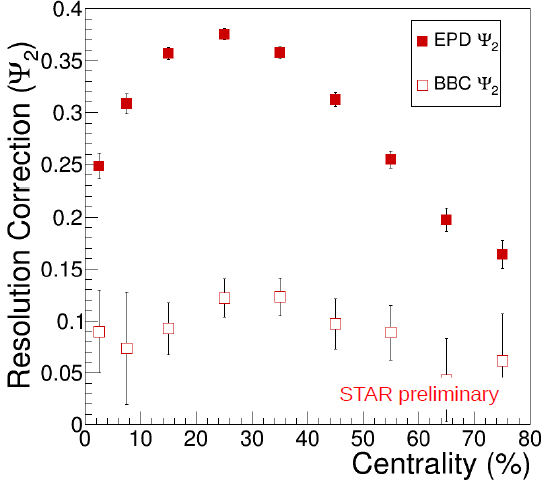 Resolution Correction (Ψ2)
0.4
0.35
0.3
0.25
0.2
0.15
0.1
0.05
0
EPD Ψ2
BBC Ψ2
STAR preliminary
0 10 20 30 40 50 60 70 80
Centrality (%)